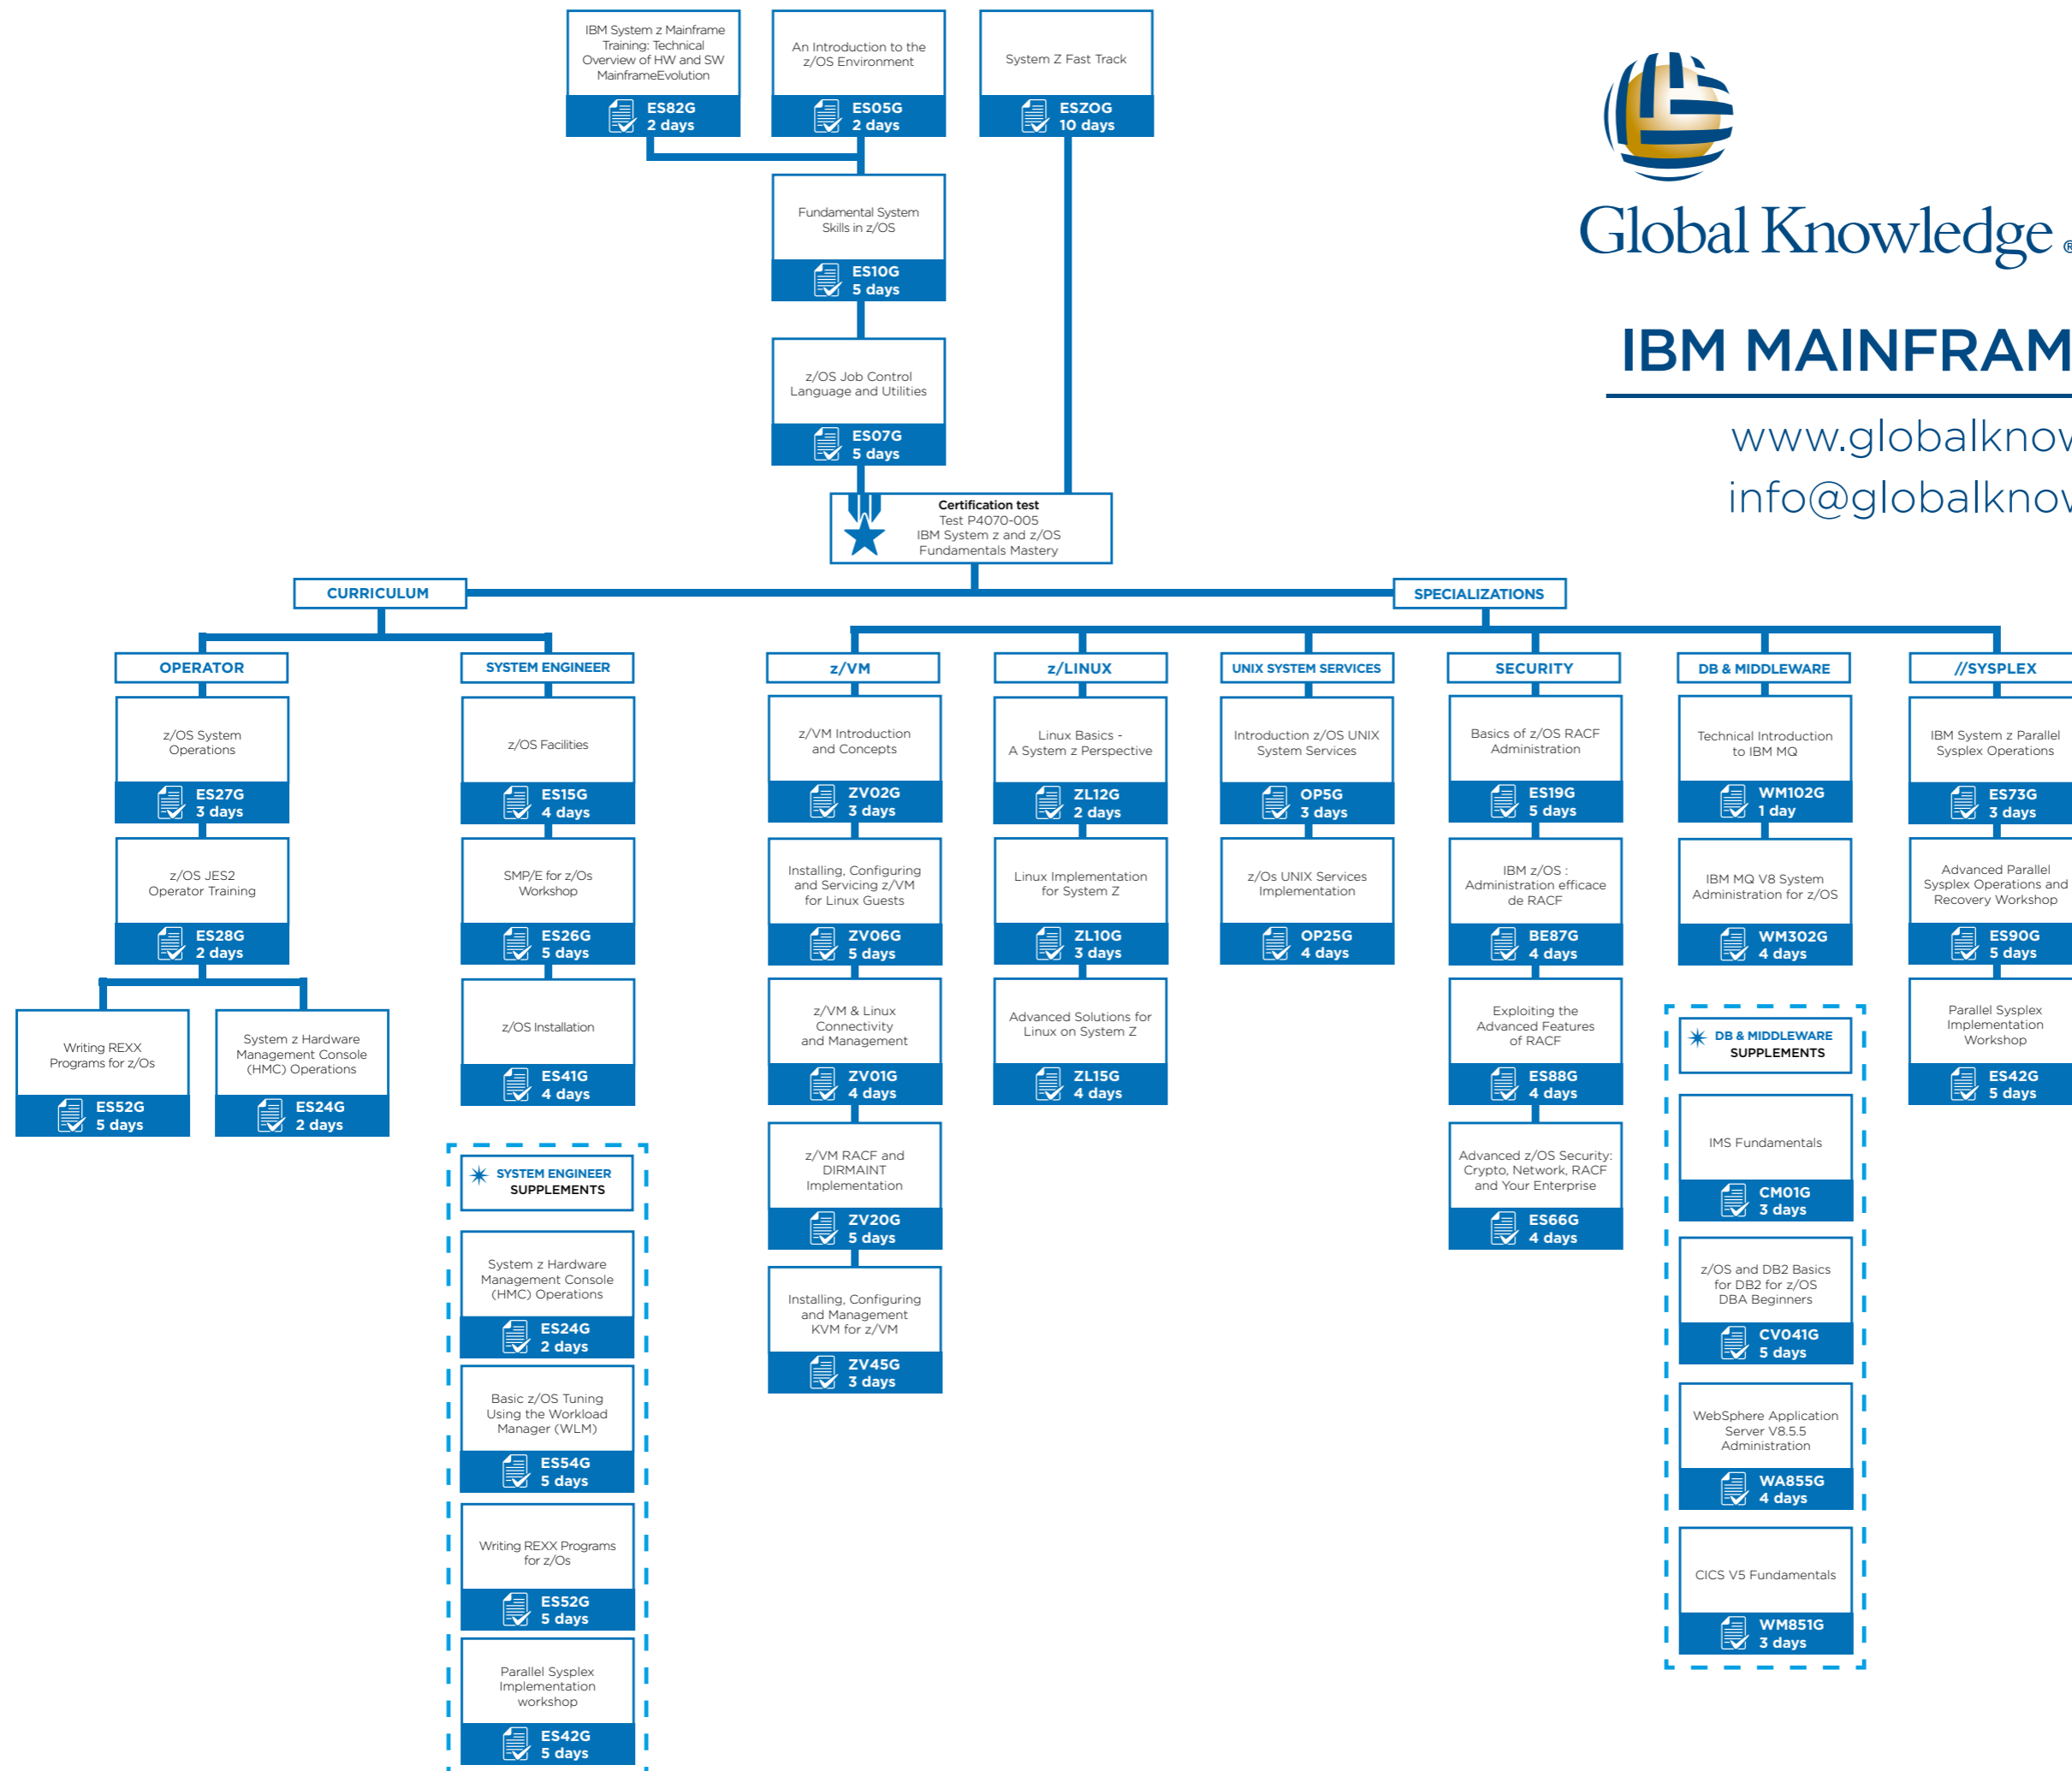 IBM System z Mainframe
Training: Technical
Overview of HW and SW
MainframeEvolution
ES82G
2 days
An Introduction to the
z/OS Environment
ES05G
2 days
System Z Fast Track
ESZOG
10 days
Global Knowledge ®
IBM MAINFRAM
www.globalknov
info@globalknov
Fundamental System
Skills in z/OS
ES10G
5 days
z/OS Job Control
Language and Utilities
ES07G
5 days
Certification test
Test P4070-005
IBM System z and z/OS
Fundamentals Mastery
CURRICULUM
SPECIALIZATIONS
OPERATOR
z/OS System
Operations
ES27G
3 days
z/OS JES2
Operator Training
ES28G
2 days
Writing REXX
Programs for z/Os
ES52G
5 days
System z Hardware
Management Console
(HMC) Operations
ES24G
2 days
SYSTEM ENGINEER
z/OS Facilities
ES15G
4 days
SMP/E for z/Os
Workshop
ES26G
5 days
z/OS Installation
ES41G
4 days
SYSTEM ENGINEER
SUPPLEMENTS
System z Hardware
Management Console
(HMC) Operations
ES24G
2 days
Basic z/OS Tuning
Using the Workload
Manager (WLM)
ES54G
5 days
Writing REXX Programs
for z/Os
ES52G
5 days
Parallel Sysplex
Implementation
workshop
ES42G
5 days
z/VM
z/VM Introduction
and Concepts
ZV02G
3 days
Installing, Configuring
and Servicing z/VM
for Linux Guests
ZV06G
5 days
z/VM & Linux
Connectivity
and Management
ZV01G
4 days
z/VM RACF and
DIRMAINT
Implementation
ZV20G
5 days
Installing, Configuring
and Management
KVM for z/VM
ZV45G
3 days
z/LINUX
Linux Basics -
A System z Perspective
ZL12G
2 days
Linux Implementation
for System Z
ZL10G
3 days
Advanced Solutions for
Linux on System Z
ZL15G
4 days
UNIX SYSTEM SERVICES
Introduction z/OS UNIX
System Services
OP5G
3 days
z/Os UNIX Services
Implementation
OP25G
4 days
SECURITY
Basics of z/OS RACF
Administration
ES19G
5 days
IBM z/OS :
Administration efficace
de RACF
BE87G
4 days
Exploiting the
Advanced Features
of RACF
ES88G
4 days
Advanced z/OS Security:
Crypto, Network, RACF
and Your Enterprise
ES66G
4 days
DB & MIDDLEWARE
Technical Introduction
to IBM MQ
WM102G
1 day
IBM MQ V8 System
Administration for z/OS
WM302G
4 days
DB & MIDDLEWARE
SUPPLEMENTS
IMS Fundamentals
CM01G
3 days
z/OS and DB2 Basics
for DB2 for z/OS
DBA Beginners
CV041G
5 days
WebSphere Application
Server V8.5.5
Administration
WA855G
4 days
CICS V5 Fundamentals
WM851G
3 days
//SYSPLEX
IBM System z Parallel
Sysplex Operations
ES73G
3 days
Advanced Parallel
Sysplex Operations and
Recovery Workshop
ES90G
5 days
Parallel Sysplex
Implementation
Workshop
ES42G
5 days